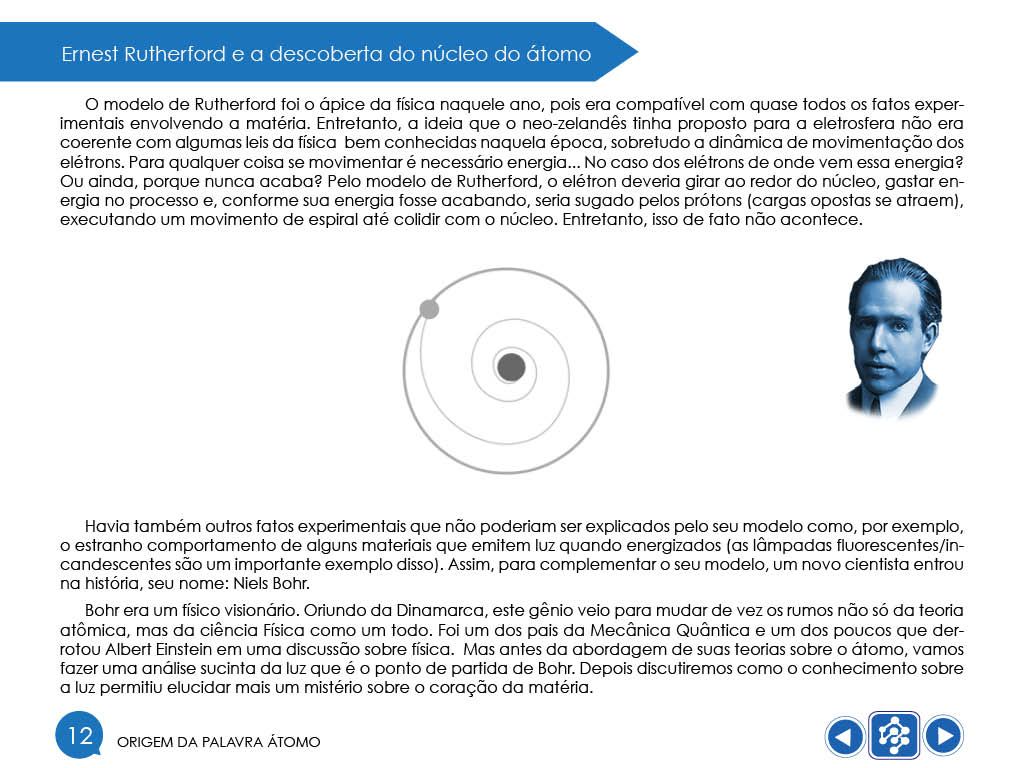 Ernest Rutherford e a descoberta do núcleo do átomo
O modelo de Rutherford foi o ápice da física naquele ano, pois era compatível com quase todos os fatos exper-
imentais envolvendo a matéria. Entretanto, a ideia que o neo-zelandês tinha proposto para a eletrosfera não era
coerente com algumas leis da física  bem conhecidas naquela época, sobretudo a dinâmica de movimentação dos
elétrons. Para qualquer coisa se movimentar é necessário energia... No caso dos elétrons de onde vem essa energia?
Ou ainda, porque nunca acaba? Pelo modelo de Rutherford, o elétron deveria girar ao redor do núcleo, gastar en-
ergia no processo e, conforme sua energia fosse acabando, seria sugado pelos prótons (cargas opostas se atraem),
executando um movimento de espiral até colidir com o núcleo. Entretanto, isso de fato não acontece.
Havia também outros fatos experimentais que não poderiam ser explicados pelo seu modelo como, por exemplo,
o estranho comportamento de alguns materiais que emitem luz quando energizados (as lâmpadas fluorescentes/in-
candescentes são um importante exemplo disso). Assim, para complementar o seu modelo, um novo cientista entrou
na história, seu nome: Niels Bohr.
Bohr era um físico visionário. Oriundo da Dinamarca, este gênio veio para mudar de vez os rumos não só da teoria
atômica, mas da ciência Física como um todo. Foi um dos pais da Mecânica Quântica e um dos poucos que der-
rotou Albert Einstein em uma discussão sobre física.  Mas antes da abordagem de suas teorias sobre o átomo, vamos
fazer uma análise sucinta da luz que é o ponto de partida de Bohr. Depois discutiremos como o conhecimento sobre
a luz permitiu elucidar mais um mistério sobre o coração da matéria.
12
ORIGEM DA PALAVRA ÁTOMO